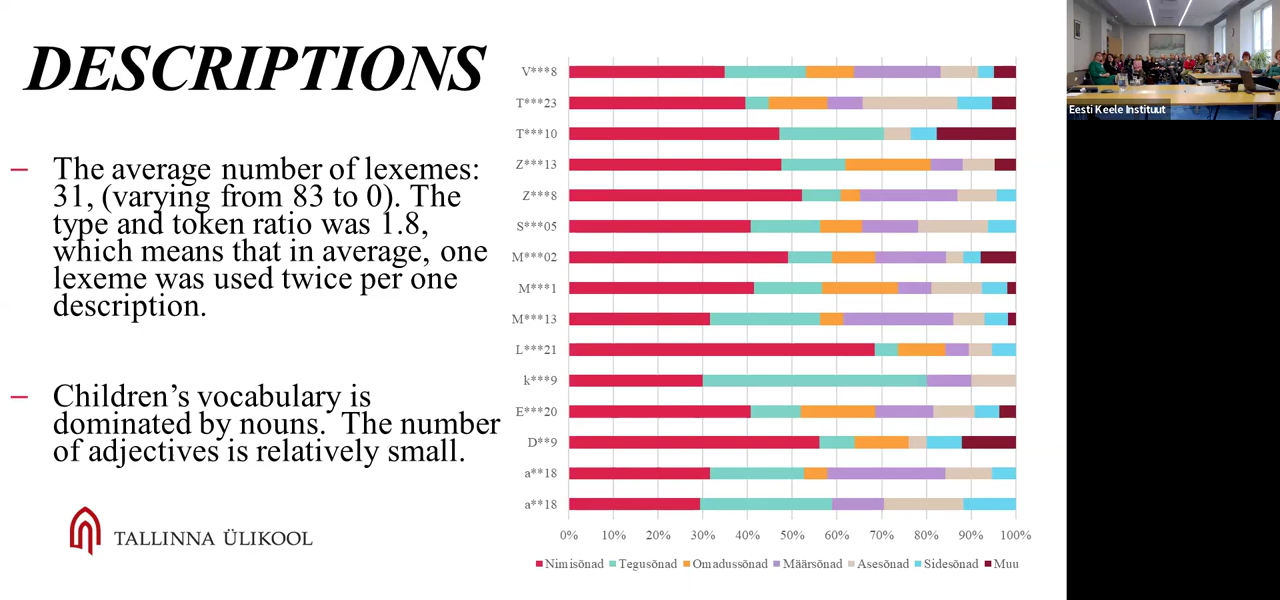 DESCRIPTIONS
– The average number of lexemes:
31, (varying from 83 to 0). The
type and token ratio was 1.8,
which means that in average, one
lexeme was used twice per one
description.
– Children’s vocabulary is
dominated by nouns. The number
of adjectives is relatively small.
TALLINNA ÜLIKOOL
V***8
T***23
T***10
Z***13
Z***8
S***05
M***02
M***1
M***13
L***21
k***9
E***20
D**9
a**18
a**18
0% 10% 20% 30% 40% 50% 60% 70% 80% 90% 100%
Nimisõnad Tegusõnad Omadussõnad Määrsõnad Asesõnad Sidesõnad Muu
Eesti Keele Instituut